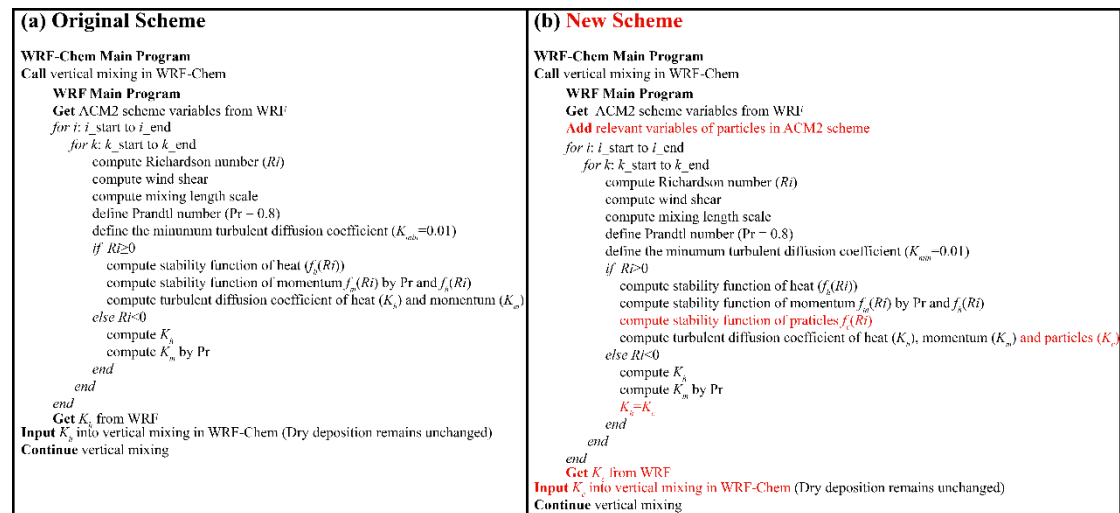 (a) Original Scheme
WRF-Chem Main Program
Call vertical mixing in WRF-Chem
WRF Main Program
Get ACM2 scheme variables from WRF
for i: i_start to i_end
for k: k_start to k_end
compute Richardson number (Ri)
compute wind shear
compute mixing length scale
define Prandtl number (Pr = 0.8)
define the minumum turbulent diffusion coefficient (Kmin=0.01)
if Ri≥0
compute stability function of heat (fh(Ri))
compute stability function of momentum fm(Ri) by Pr and fh(Ri)
compute turbulent diffusion coefficient of heat (Kh) and momentum (Km)
else Ri<0
compute Kh
compute Km by Pr
end
end
end
Get Kh from WRF
Input Kh into vertical mixing in WRF-Chem (Dry deposition remains unchanged)
Continue vertical mixing
(b) New Scheme
WRF-Chem Main Program
Call vertical mixing in WRF-Chem
WRF Main Program
Get ACM2 scheme variables from WRF
Add relevant variables of particles in ACM2 scheme
for i: i_start to i_end
for k: k_start to k_end
compute Richardson number (Ri)
compute wind shear
compute mixing length scale
define Prandtl number (Pr = 0.8)
define the minumum turbulent diffusion coefficient (Kmin=0.01)
if Ri>0
compute stability function of heat (fh(Ri))
compute stability function of momentum fm(Ri) by Pr and fh(Ri)
compute stability function of praticles fc(Ri)
compute turbulent diffusion coefficient of heat (Kh), momentum (Km) and particles (Kc)
else Ri<0
compute Kh
compute Km by Pr
Kh=Kc
end
end
end
Get Kc from WRF
Input Kc into vertical mixing in WRF-Chem (Dry deposition remains unchanged)
Continue vertical mixing